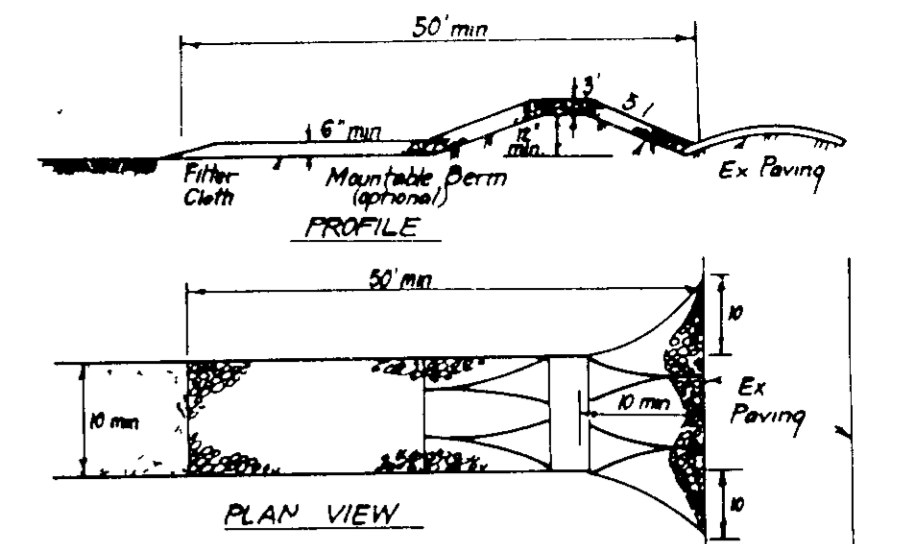 50' min
3'
5 1
6" min
12"
min.
Filter
Cloth
Mountable Berm
(optional)
Ex Paving
PROFILE
50' min
10
10 min
10 min
Ex
Paving
10
PLAN VIEW